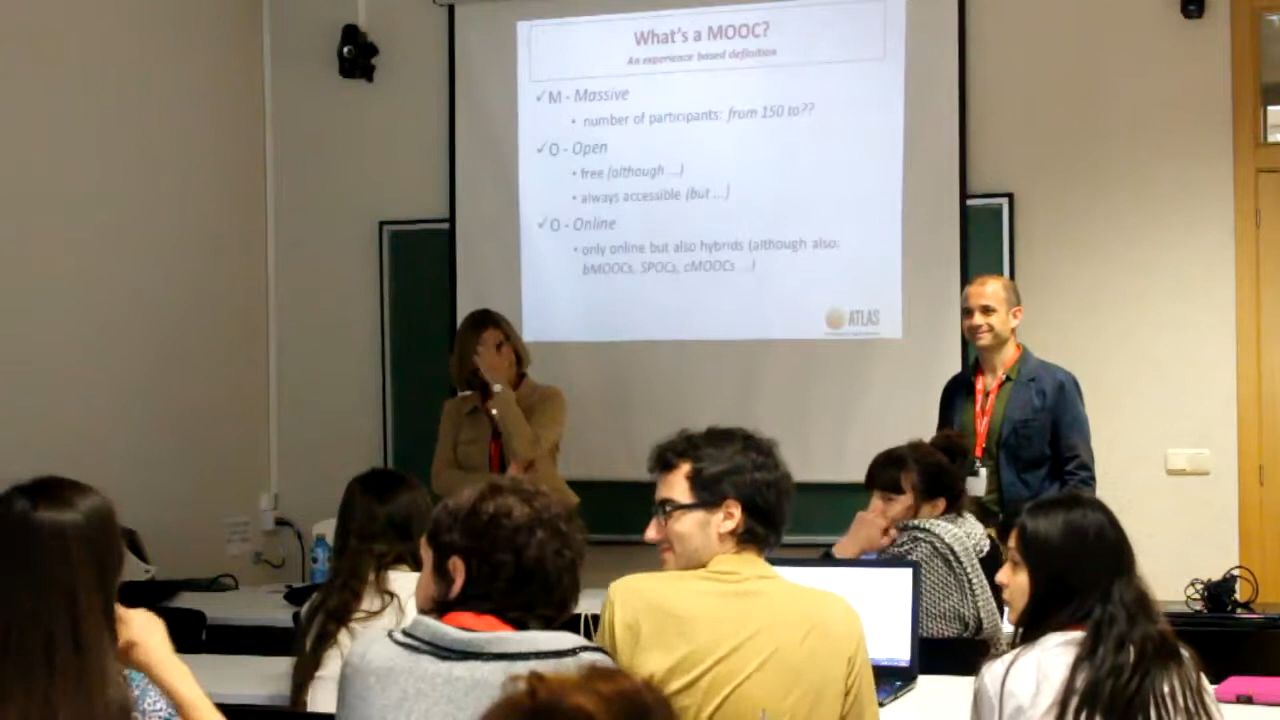 What's a MOOC?
An experience based definition
✓ M - Massive
• number of participants: from 150 to??
✓ O - Open
• free (although ...)
• always accessible (but ...)
✓ O - Online
• only online but also hybrids (although also:
bMOOCs, SPOCs, cMOOCs ...)
ATLAS